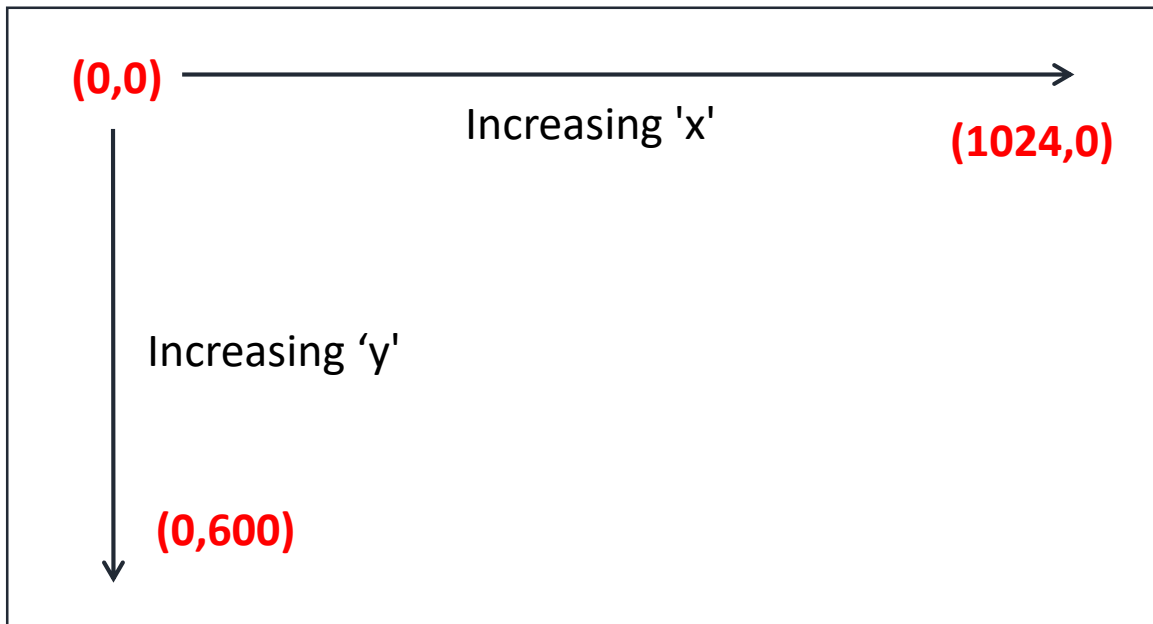 (0,0)
Increasing 'x'
(1024,0)
Increasing ‘y'
(0,600)